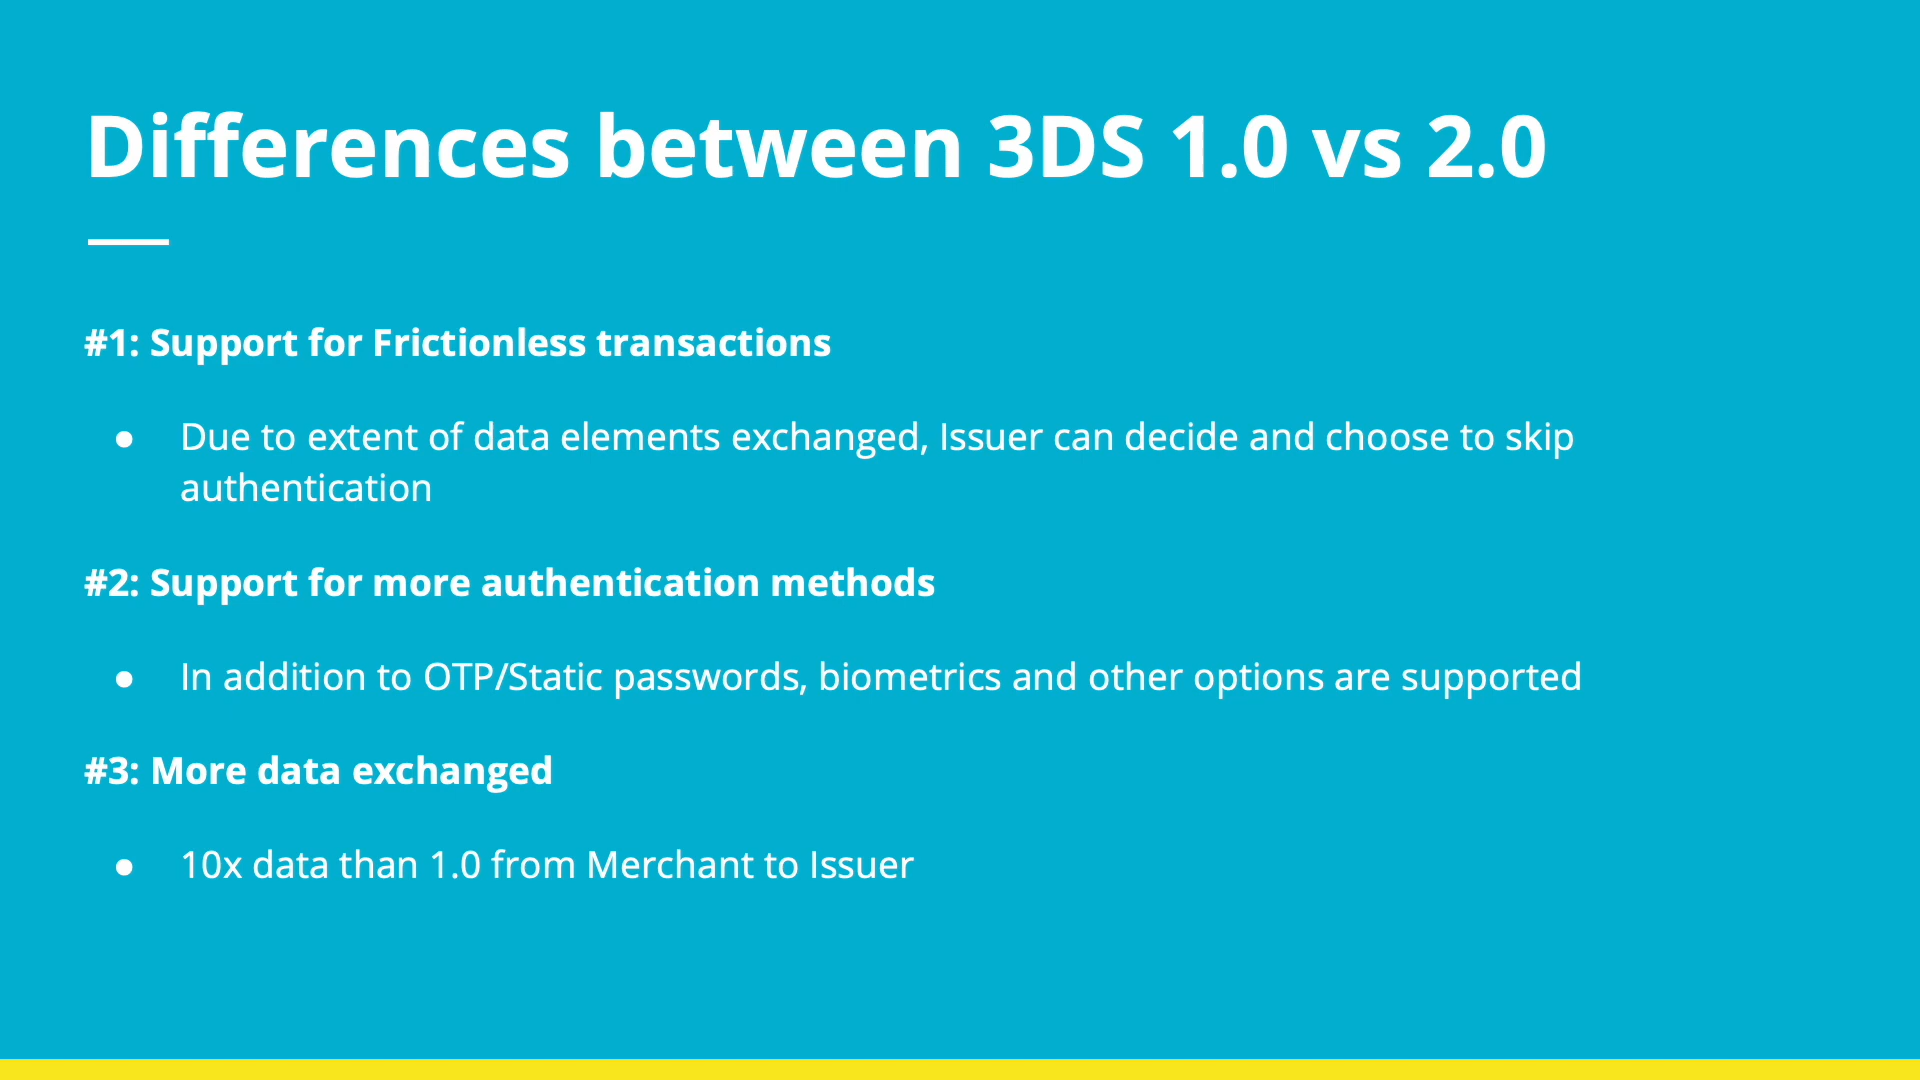 Differences between 3DS 1.0 vs 2.0
#1: Support for Frictionless transactions
● Due to extent of data elements exchanged, Issuer can decide and choose to skip
authentication
#2: Support for more authentication methods
● In addition to OTP/Static passwords, biometrics and other options are supported
#3: More data exchanged
● 10x data than 1.0 from Merchant to Issuer